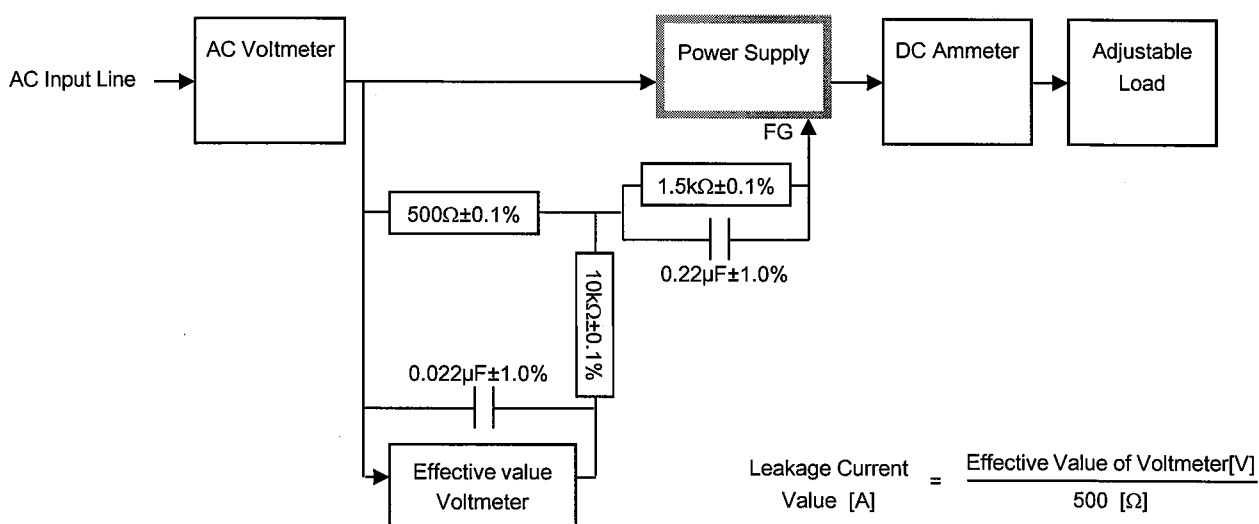 AC Voltmeter
Power Supply
DC Ammeter
Adjustable
Load
AC Input Line
FG
1.5kΩ±0.1%
500Ω±0.1%
0.22µF±1.0%
10kΩ±0.1%
0.022µF±1.0%
Effective value
Voltmeter
Leakage Current
Value [A]
=
Effective Value of Voltmeter[V]
500 [Ω]